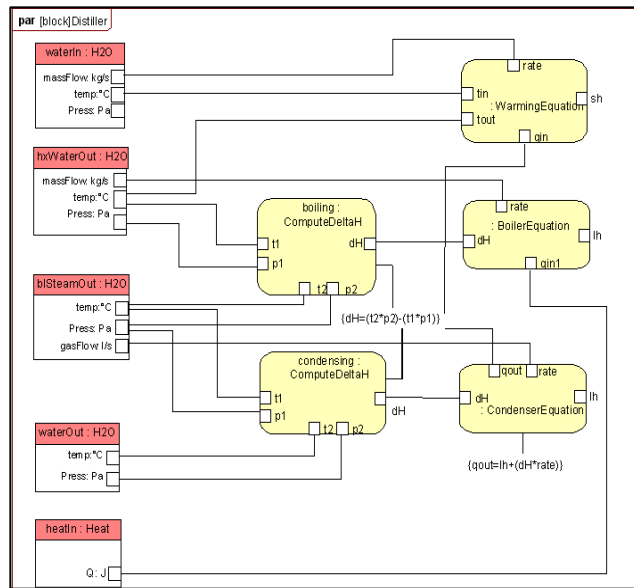 par [block]Distiller
waterIn : H2O
massFlow: kg/s
temp:°C
Press: Pa
rate
tin
: WarmingEquation
sh
tout
qin
hxWaterOut : H2O
massFlow: kg/s
temp:°C
Press: Pa
boiling :
ComputeDeltaH
t1
dH
p1
t2 p2
rate
: BoilerEquation
dH
lh
qin1
blSteamOut : H2O
temp:°C
Press: Pa
gasFlow: l/s
{dH=(t2*p2)-(t1*p1)}
condensing :
ComputeDeltaH
t1
p1
dH
t2 p2
qout rate
dH
lh
: CondenserEquation
{qout=lh+(dH*rate)}
waterOut : H2O
temp:°C
Press: Pa
heatIn : Heat
Q: J